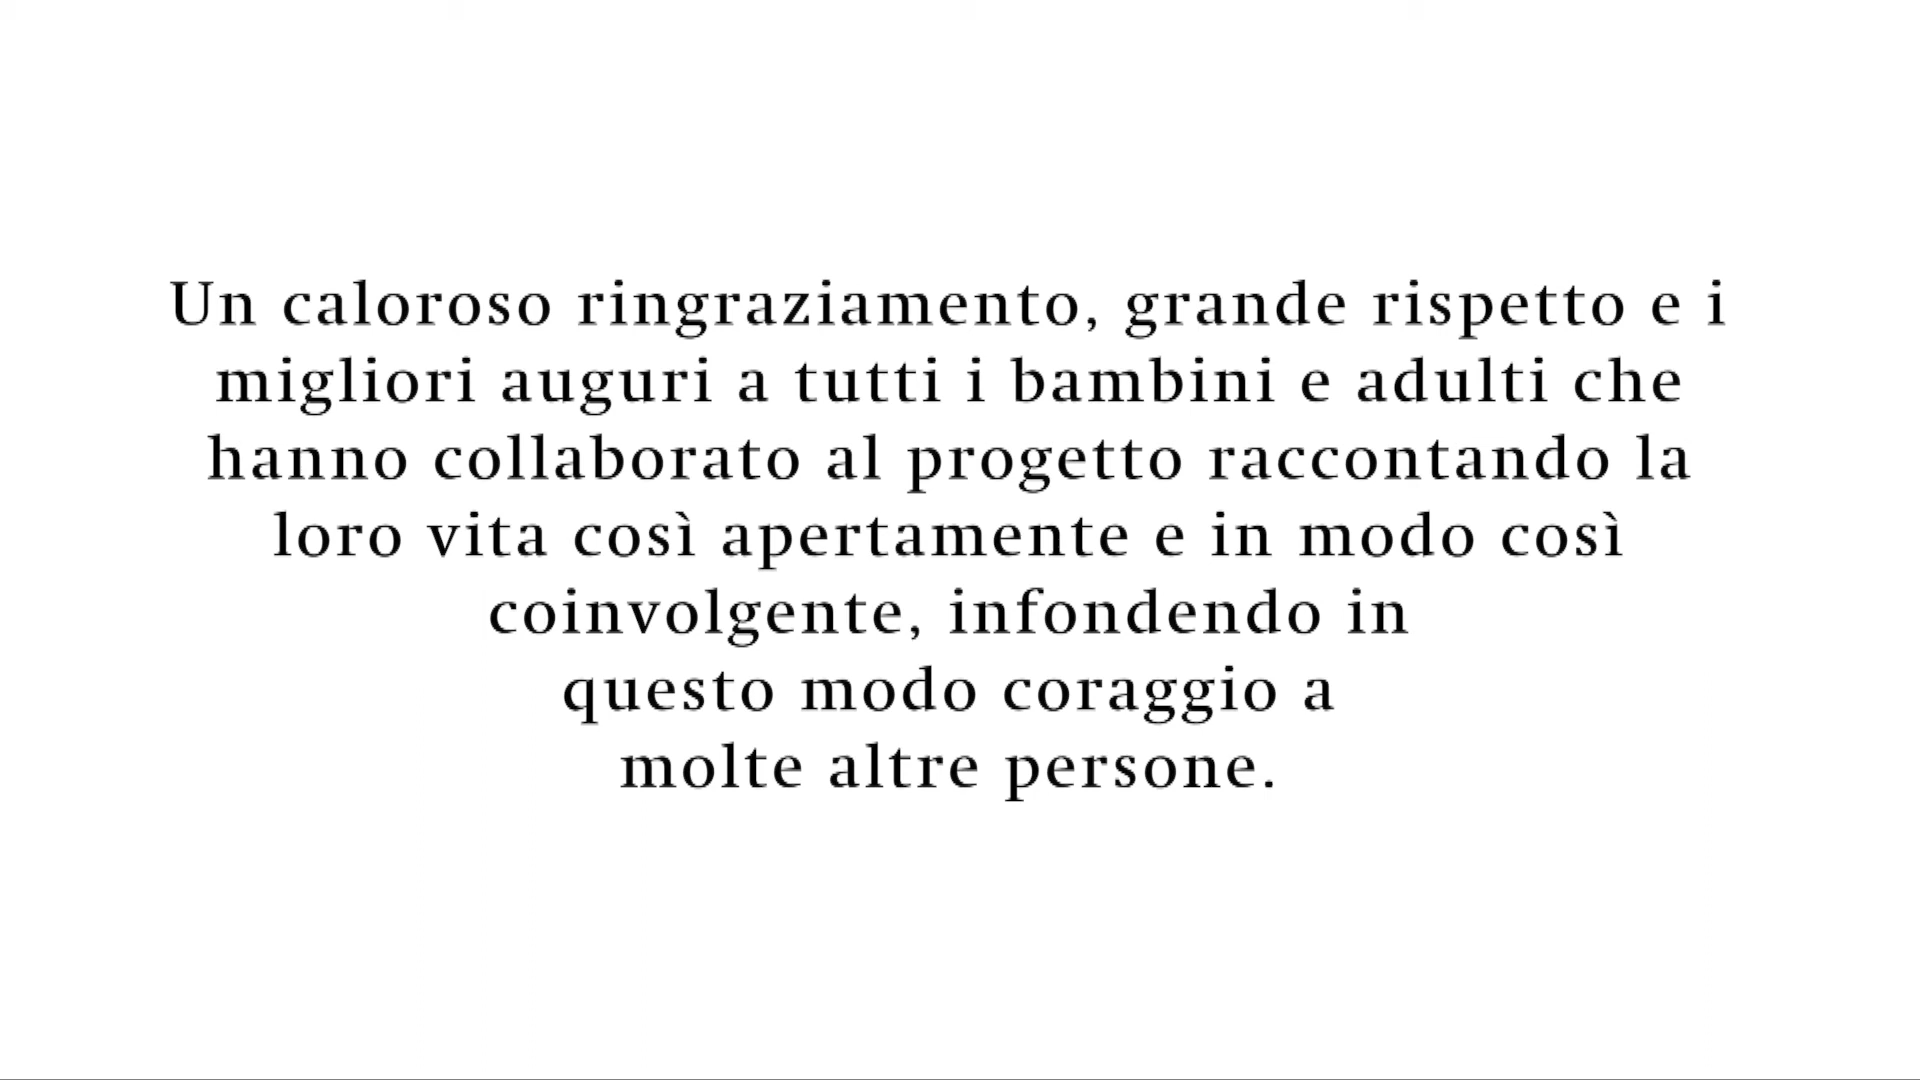 Un caloroso ringraziamento, grande rispetto e i
migliori auguri a tutti i bambini e adulti che
hanno collaborato al progetto raccontando la
loro vita così apertamente e in modo così
coinvolgente, infondendo in
questo modo coraggio a
molte altre persone.